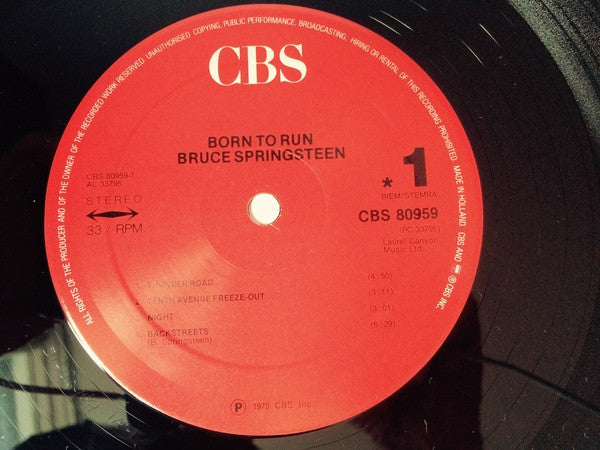 ALL RIGHTS OF THE PRODUCER AND OF THE OWNER OF THE RECORDED WORK RESERVED. UNAUTHORISED COPYING, PUBLIC PERFORMANCE, BROADCASTING, HIRING OR RENTAL OF THIS RECORDING PROHIBITED. MADE IN HOLLAND. CBS AND ℗ CBS INC.
CBS
BORN TO RUN
BRUCE SPRINGSTEEN
CBS 80959-1
AL 33795
STEREO
33 RPM
* 1
BIEM/STEMRA
CBS 80959
(PC 33795)
Laurel Canyon
Music Ltd.
1. THUNDER ROAD (4:50)
2. TENTH AVENUE FREEZE-OUT (3:11)
3. NIGHT (3:01)
4. BACKSTREETS (6:29)
(B. Springsteen)
℗ 1975 CBS Inc.